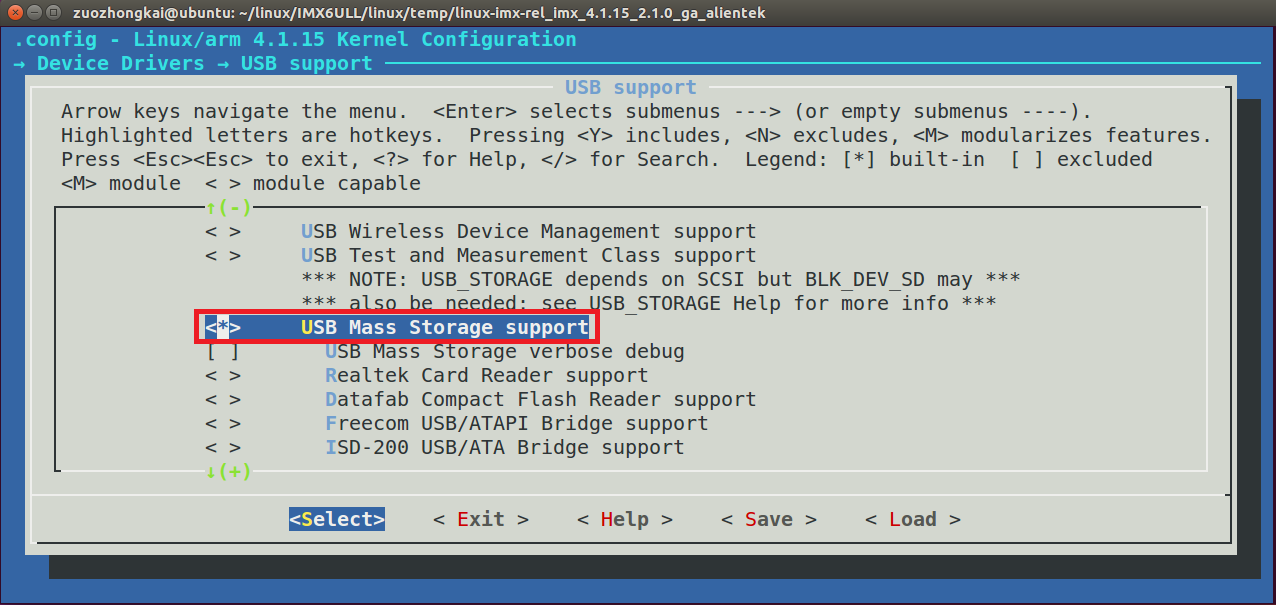 zuozhongkai@ubuntu: ~/linux/IMX6ULL/linux/temp/linux-imx-rel_imx_4.1.15_2.1.0_ga_alientek
.config - Linux/arm 4.1.15 Kernel Configuration
→ Device Drivers → USB support
USB support
Arrow keys navigate the menu.  <Enter> selects submenus ---> (or empty submenus ----).
Highlighted letters are hotkeys.  Pressing <Y> includes, <N> excludes, <M> modularizes features.
Press <Esc><Esc> to exit, <?> for Help, </> for Search.  Legend: [*] built-in  [ ] excluded
<M> module  < > module capable
↑(-)
< >     USB Wireless Device Management support
< >     USB Test and Measurement Class support
*** NOTE: USB_STORAGE depends on SCSI but BLK_DEV_SD may ***
*** also be needed; see USB_STORAGE Help for more info ***
<*>     USB Mass Storage support
[ ]       USB Mass Storage verbose debug
< >       Realtek Card Reader support
< >       Datafab Compact Flash Reader support
< >       Freecom USB/ATAPI Bridge support
< >       ISD-200 USB/ATA Bridge support
↓(+)
<Select>    < Exit >    < Help >    < Save >    < Load >